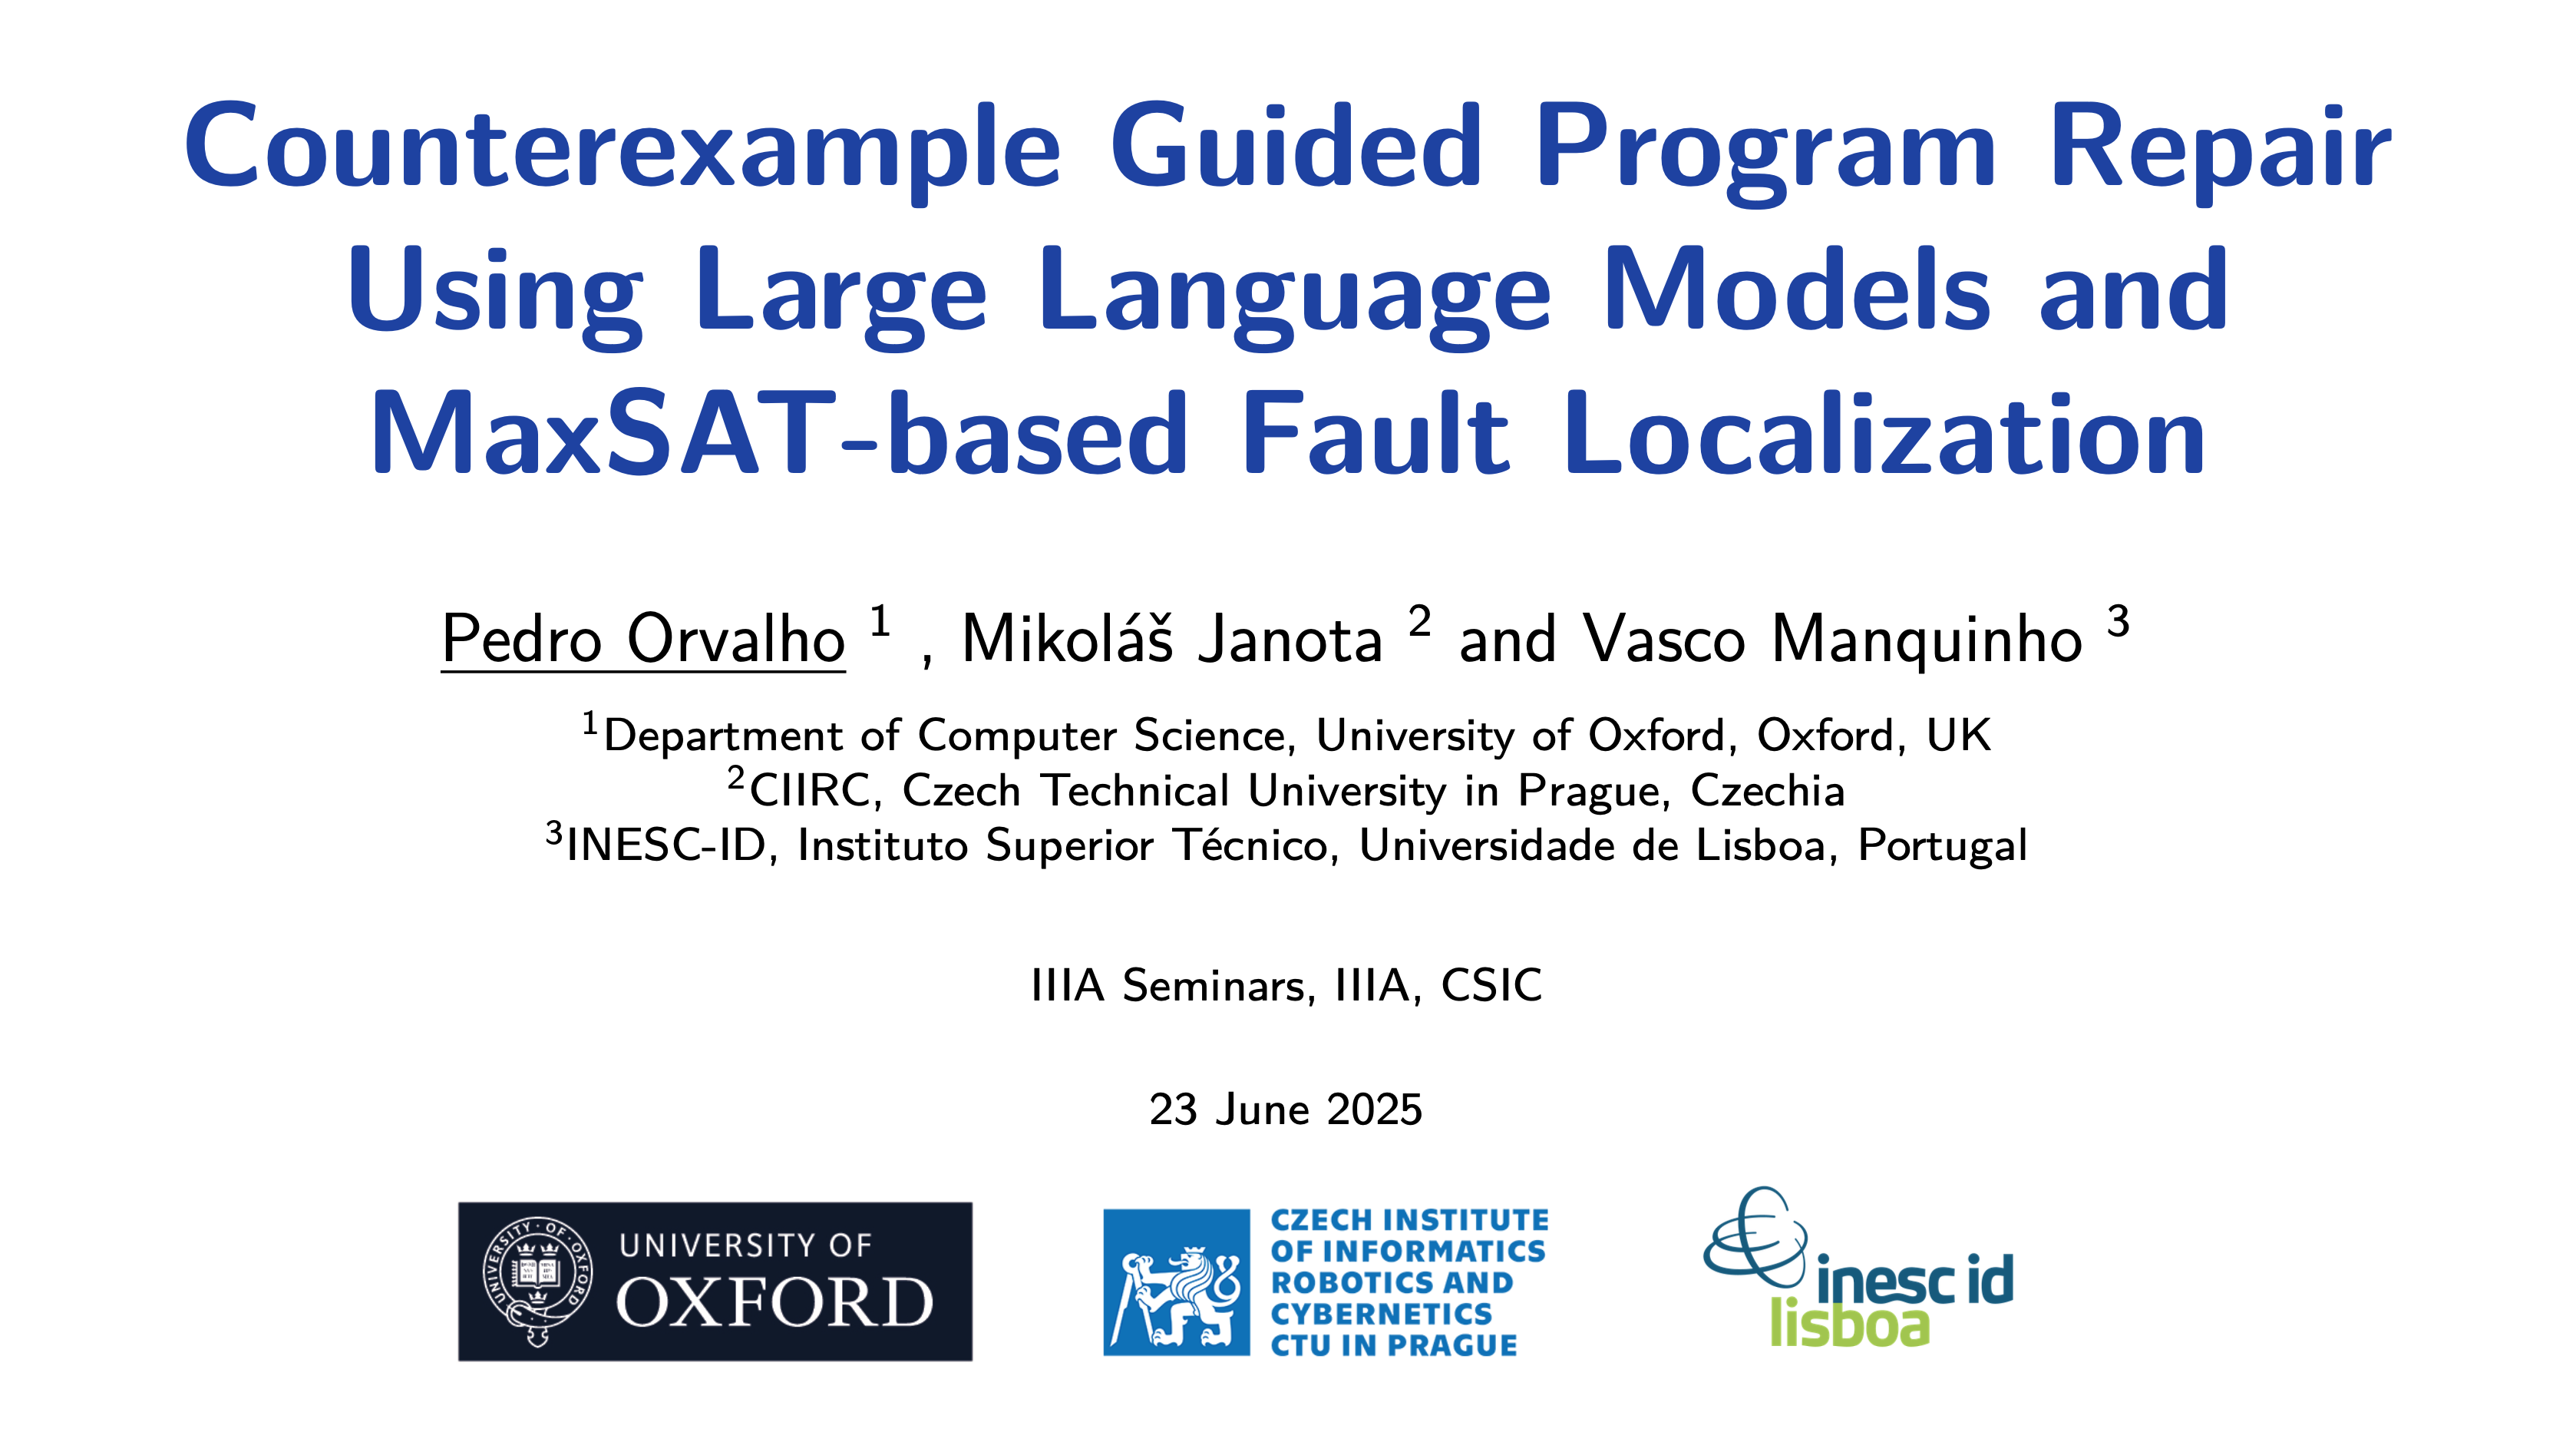 Counterexample Guided Program Repair
Using Large Language Models and
MaxSAT-based Fault Localization
Pedro Orvalho 1 , Mikoláš Janota 2 and Vasco Manquinho 3
1Department of Computer Science, University of Oxford, Oxford, UK
2CIIRC, Czech Technical University in Prague, Czechia
3INESC-ID, Instituto Superior Técnico, Universidade de Lisboa, Portugal
IIIA Seminars, IIIA, CSIC
23 June 2025
UNIVERSITY OF OXFORD
UNIVERSITY OF
OXFORD
CZECH INSTITUTE
OF INFORMATICS
ROBOTICS AND
CYBERNETICS
CTU IN PRAGUE
inesc id
lisboa